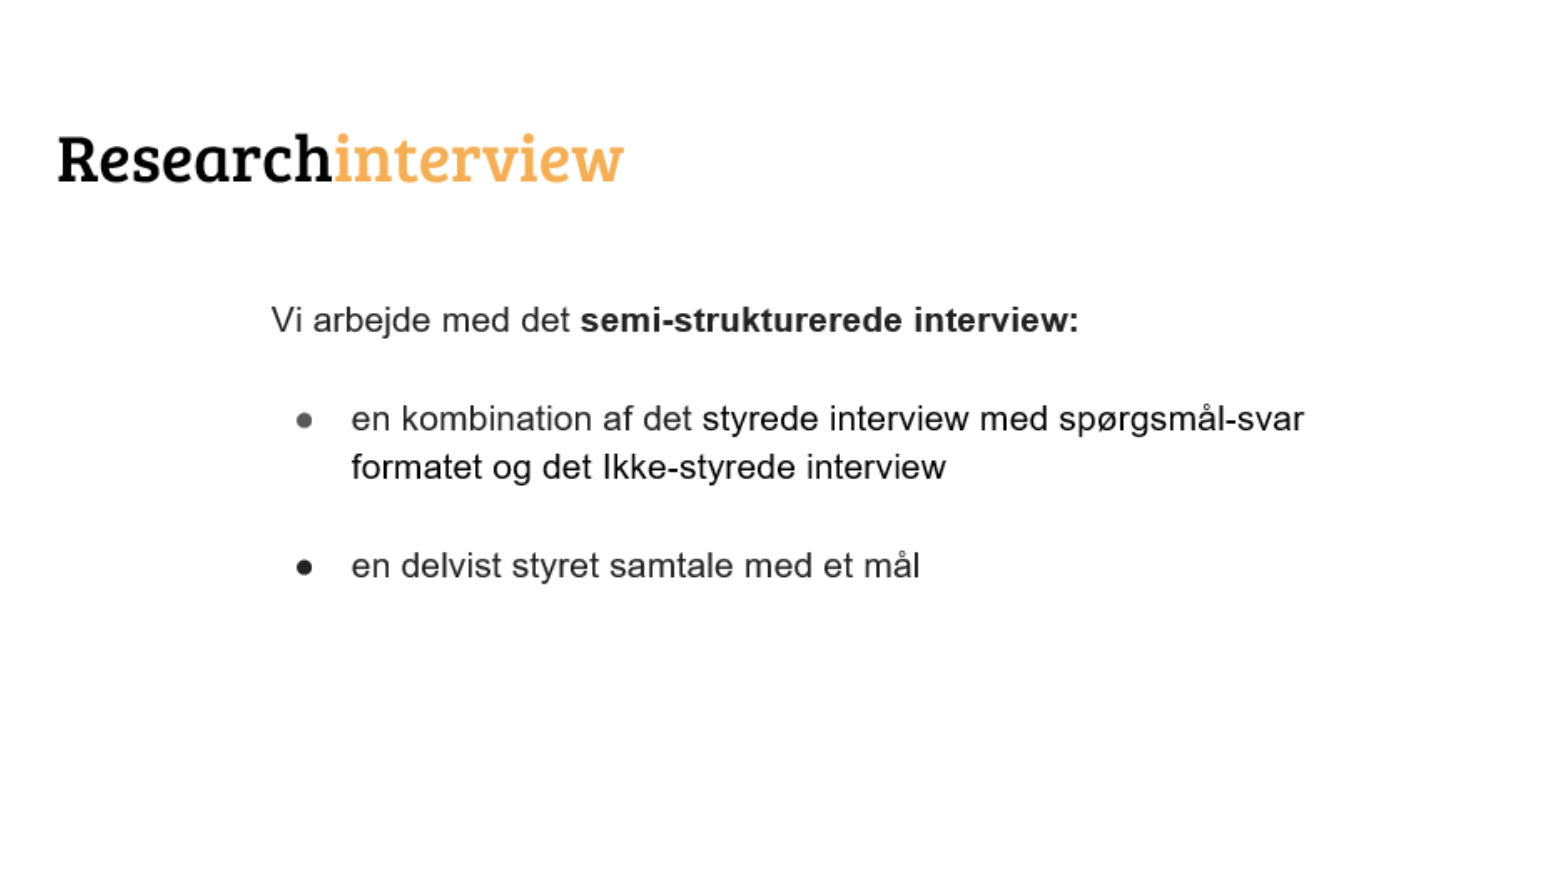 Researchinterview
Vi arbejde med det semi-strukturerede interview:
● en kombination af det styrede interview med spørgsmål-svar
formatet og det Ikke-styrede interview
● en delvist styret samtale med et mål